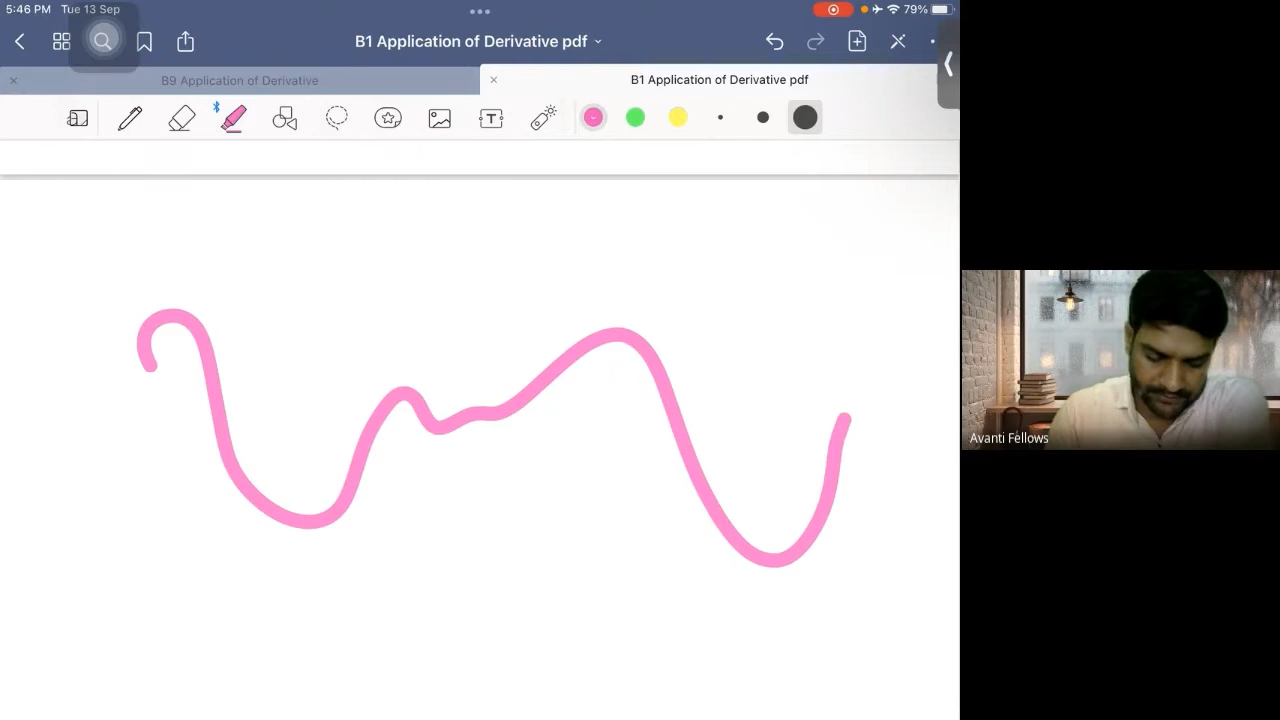 5:46 PM Tue 13 Sep
79%
B1 Application of Derivative pdf
B9 Application of Derivative
B1 Application of Derivative pdf
T
Avanti Fellows